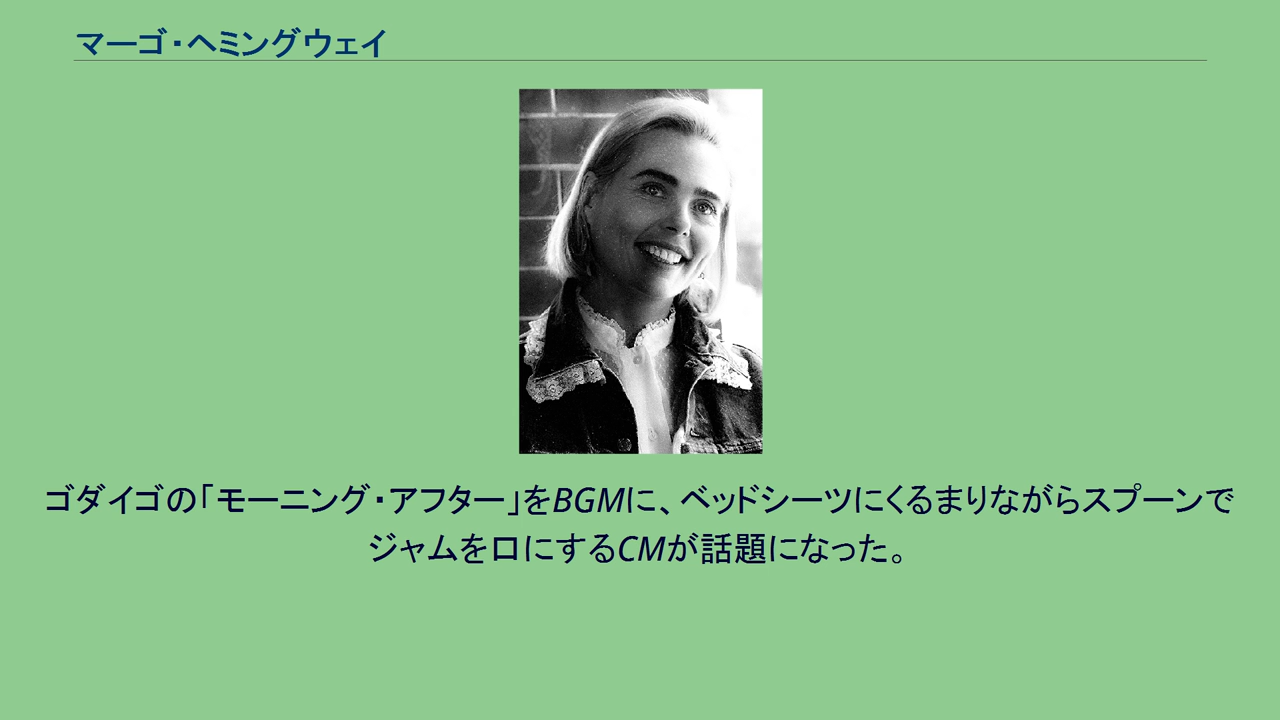 マーゴ・ヘミングウェイ
ゴダイゴの「モーニング・アフター」をBGMに、ベッドシーツにくるまりながらスプーンで
ジャムを口にするCMが話題になった。